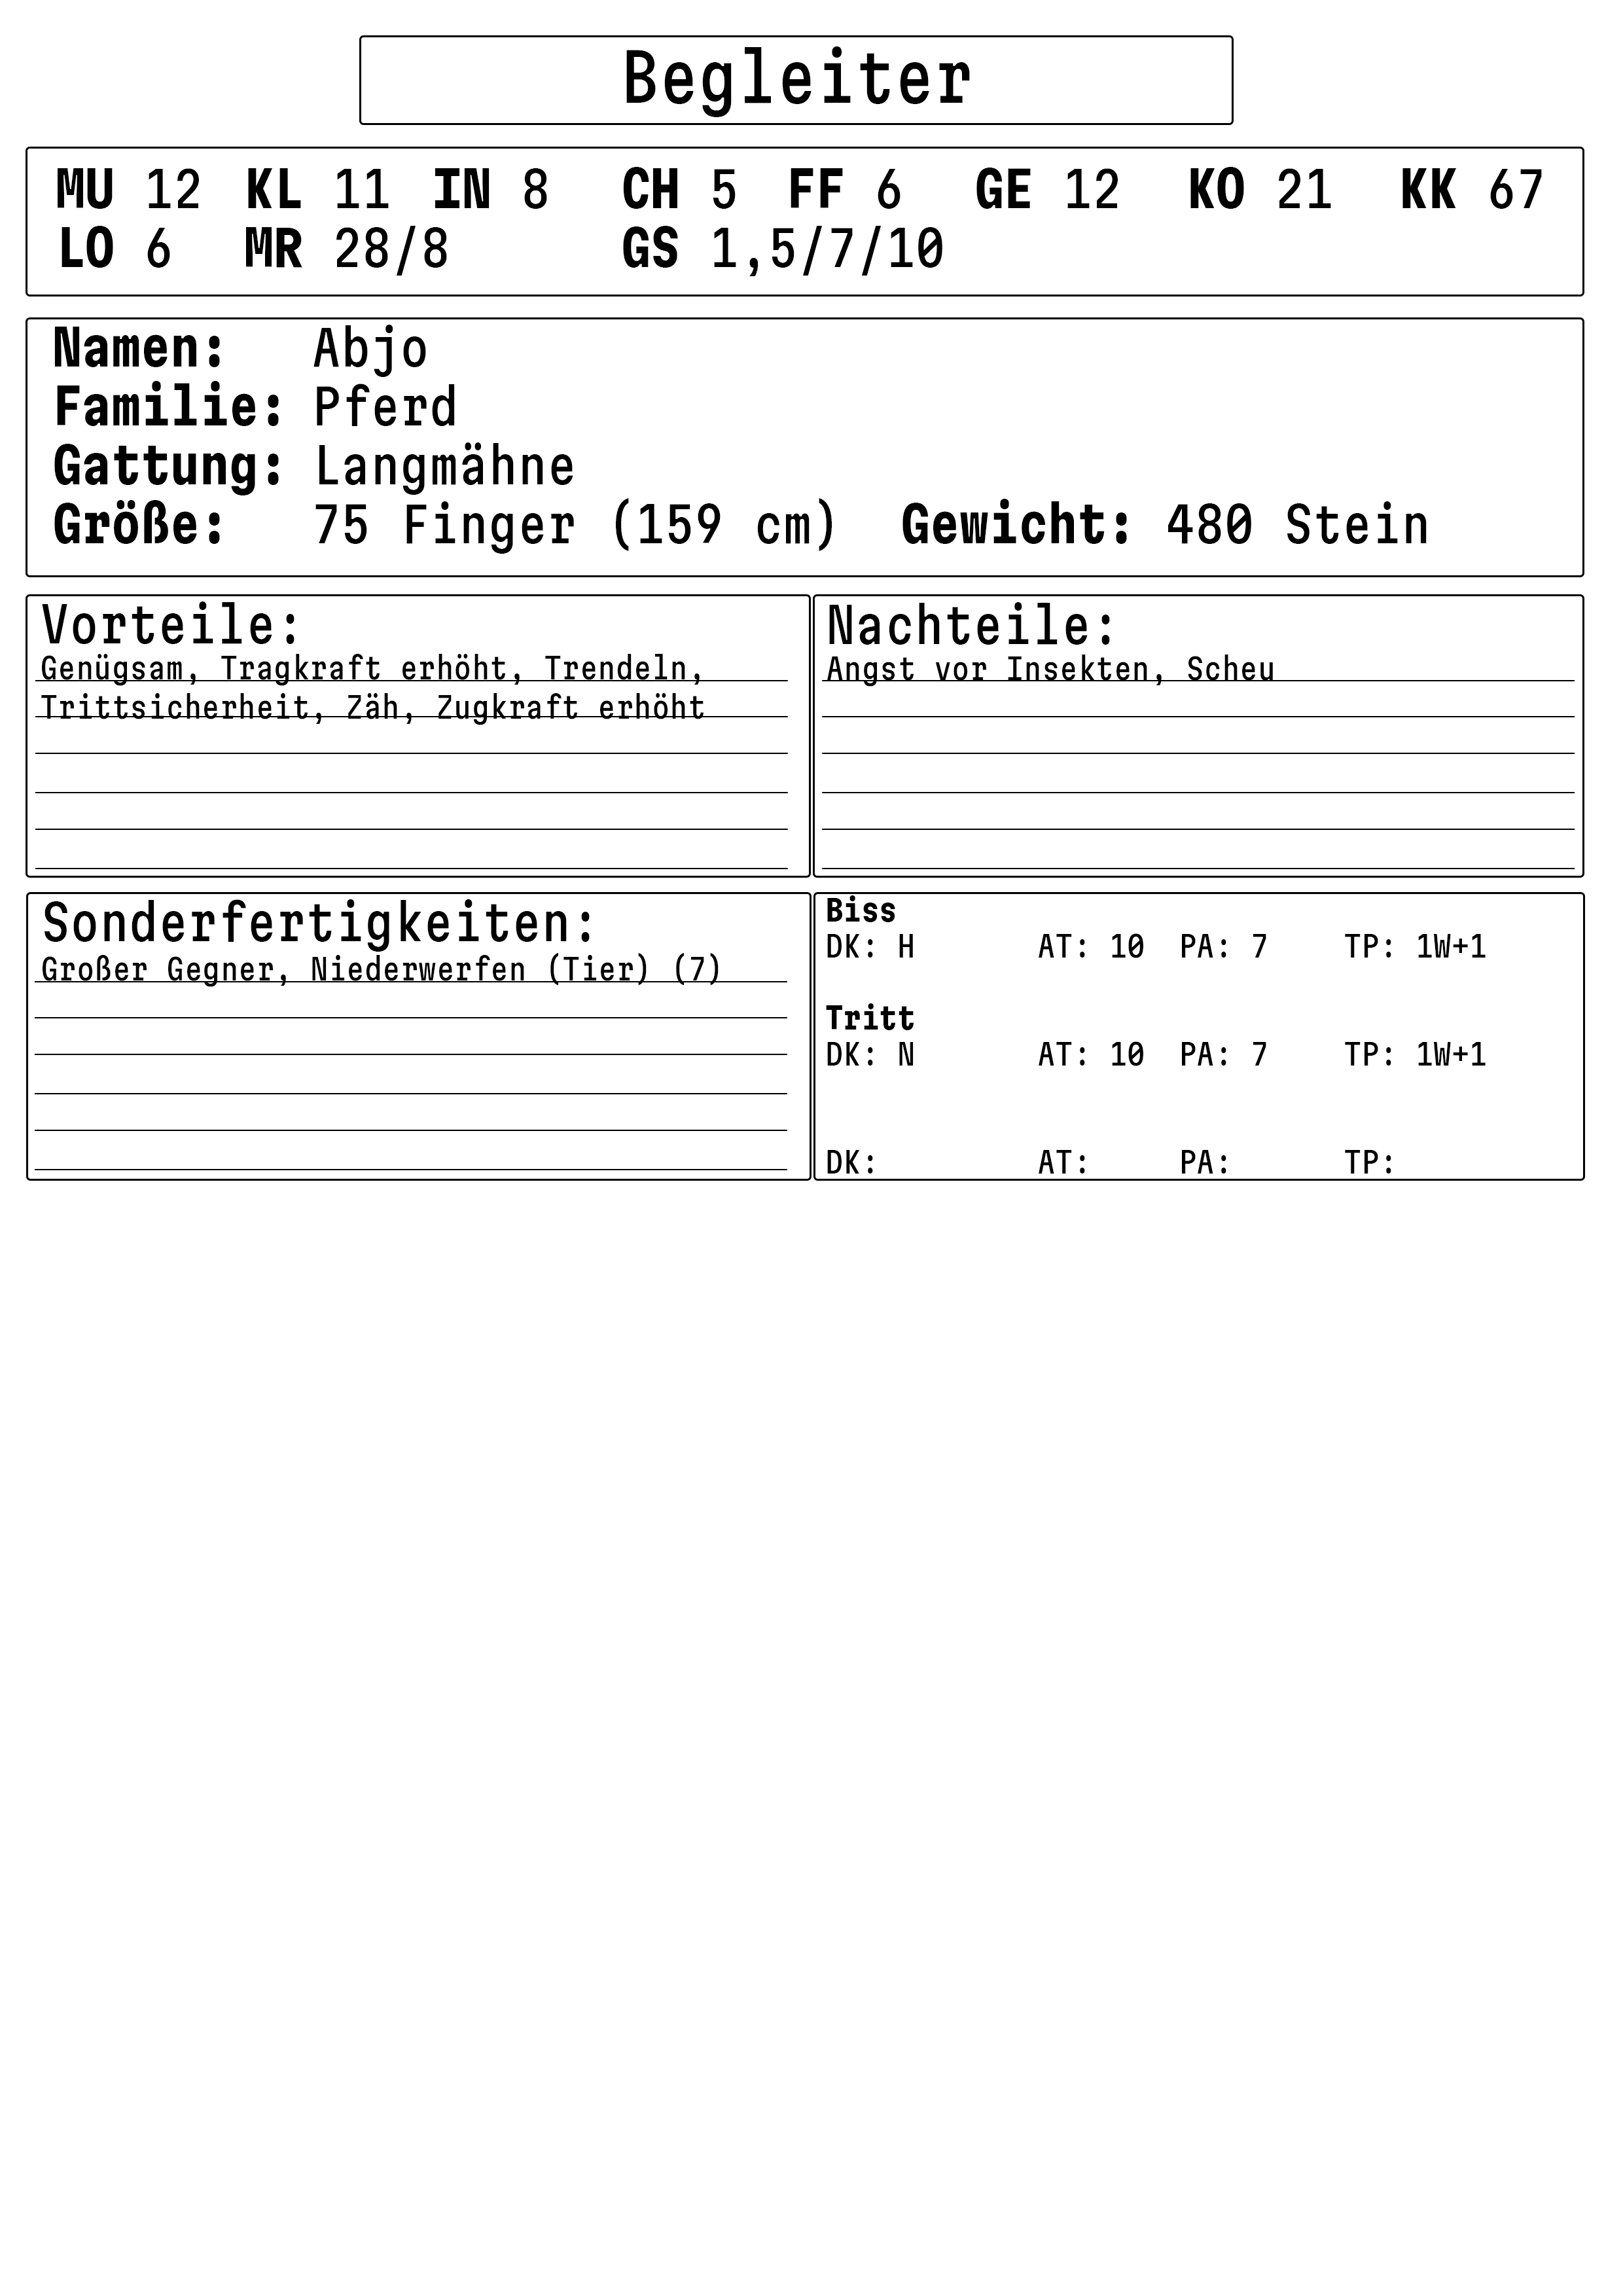 Begleiter
MU 12 KL 11 IN 8 CH 5 FF 6 GE 12 KO 21 KK 67
LO 6 MR 28/8 GS 1,5/7/10
Namen: Abjo
Familie: Pferd
Gattung: Langmähne
Größe: 75 Finger (159 cm) Gewicht: 480 Stein
Vorteile:
Genügsam, Tragkraft erhöht, Trendeln,
Trittsicherheit, Zäh, Zugkraft erhöht
Nachteile:
Angst vor Insekten, Scheu
Sonderfertigkeiten:
Großer Gegner, Niederwerfen (Tier) (7)
Biss
DK: H AT: 10 PA: 7 TP: 1W+1
Tritt
DK: N AT: 10 PA: 7 TP: 1W+1
DK: AT: PA: TP: